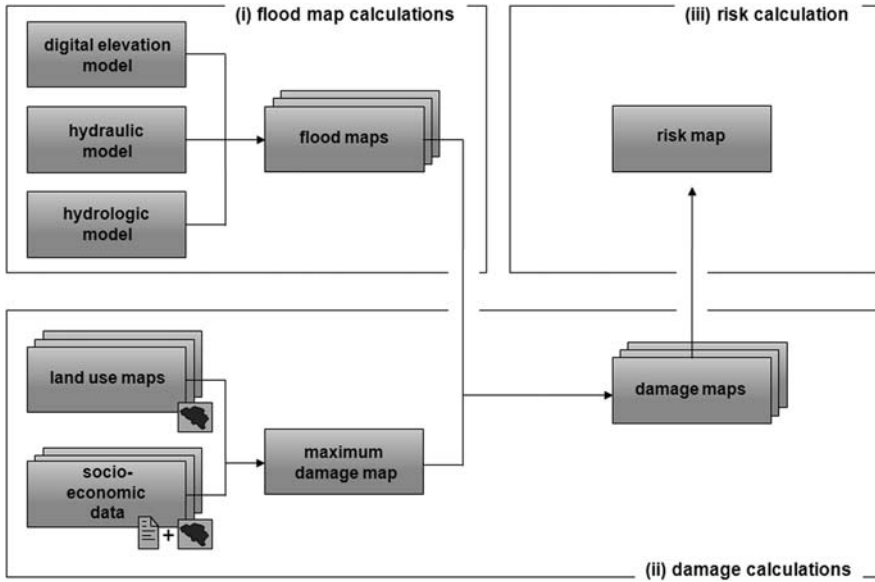 (i) flood map calculations
digital elevation
model
hydraulic
model
hydrologic
model
flood maps
(iii) risk calculation
risk map
land use maps
socio-
economic
data
+
maximum
damage map
damage maps
(ii) damage calculations